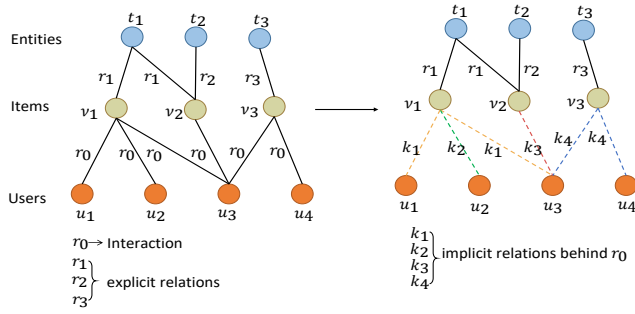 t1 t2 t3 t1 t2 t3
Entities
r1 r1 r2 r3 r1 r1 r2 r3
Items v1 v2 v3 v1 v2 v3
r0 r0 r0 r0 r0 k1 k2 k1 k3 k4 k4
Users
u1 u2 u3 u4 u1 u2 u3 u4
r0→ Interaction
r1
r2 explicit relations
r3
k1
k2 implicit relations behind r0
k3
k4